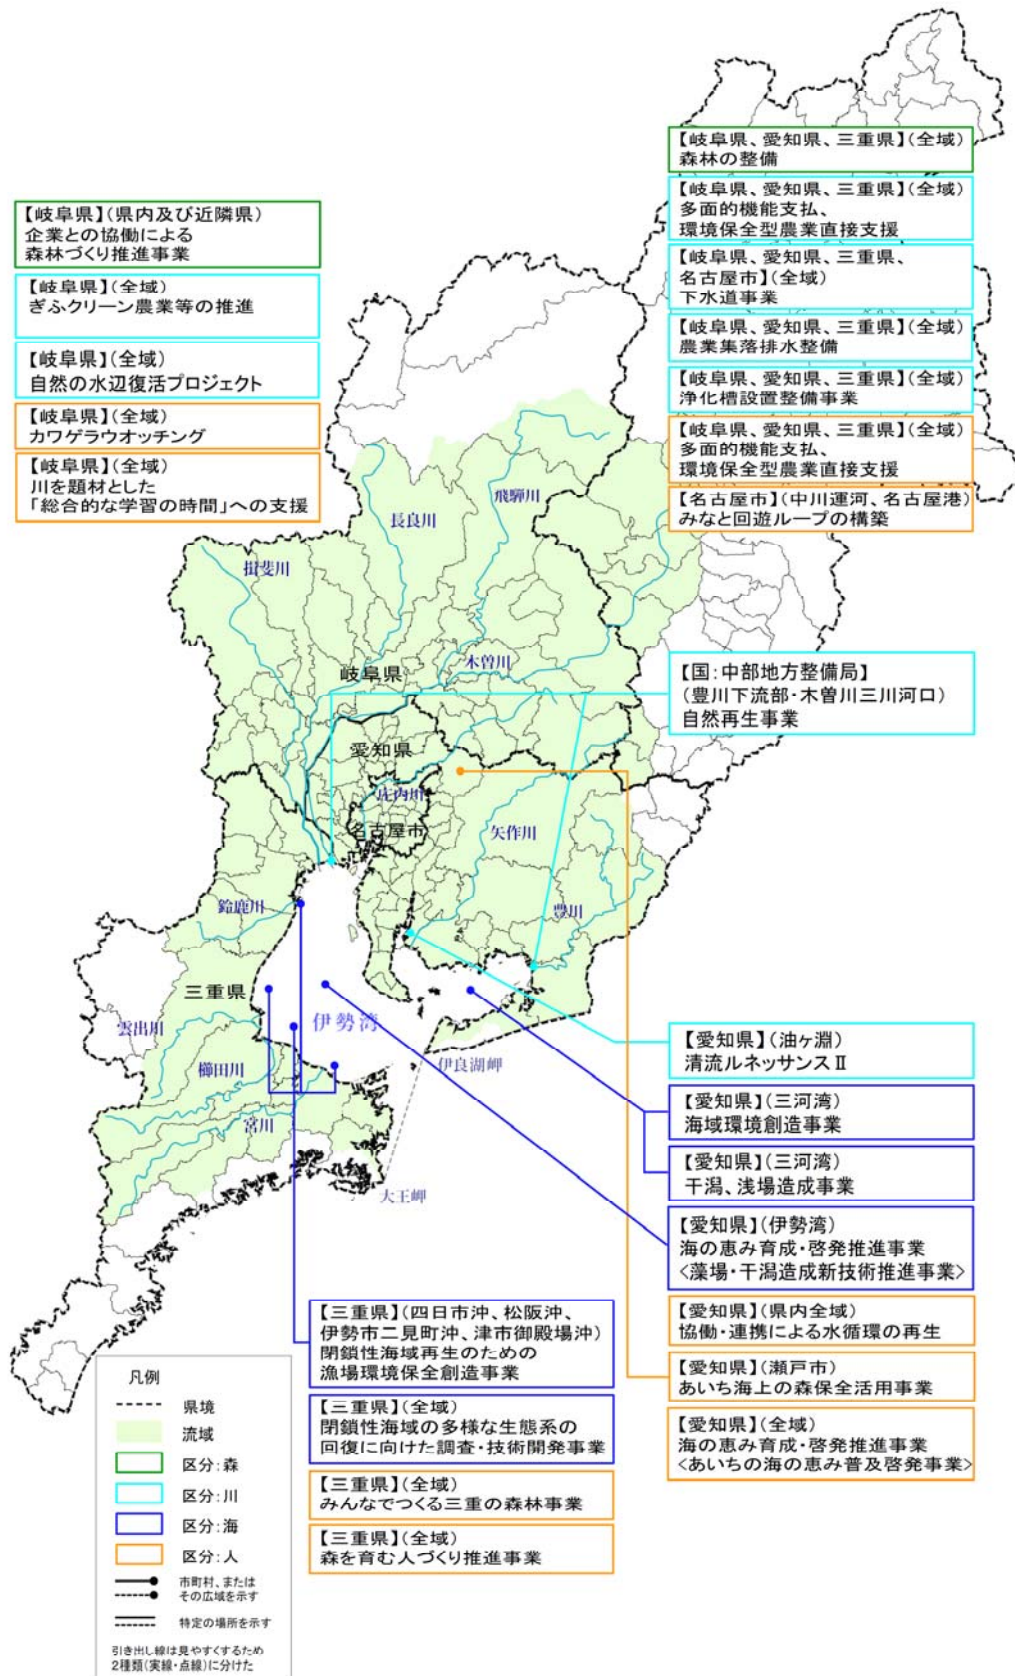 【岐阜県】(県内及び近隣県)
企業との協働による
森林づくり推進事業
【岐阜県】(全域)
ぎふクリーン農業等の推進
【岐阜県】(全域)
自然の水辺復活プロジェクト
【岐阜県】(全域)
カワゲラウオッチング
【岐阜県】(全域)
川を題材とした
「総合的な学習の時間」への支援
【岐阜県、愛知県、三重県】(全域)
森林の整備
【岐阜県、愛知県、三重県】(全域)
多面的機能支払、
環境保全型農業直接支援
【岐阜県、愛知県、三重県、
名古屋市】(全域)
下水道事業
【岐阜県、愛知県、三重県】(全域)
農業集落排水整備
【岐阜県、愛知県、三重県】(全域)
浄化槽設置整備事業
【岐阜県、愛知県、三重県】(全域)
多面的機能支払、
環境保全型農業直接支援
【名古屋市】(中川運河、名古屋港)
みなと回遊ループの構築
飛騨川
長良川
揖斐川
木曽川
岐阜県
愛知県
庄内川
名古屋市
矢作川
豊川
鈴鹿川
三重県
雲出川
伊勢湾
櫛田川
伊良湖岬
宮川
大王岬
【国:中部地方整備局】
(豊川下流部・木曽川三川河口)
自然再生事業
【愛知県】(油ヶ淵)
清流ルネッサンスⅡ
【愛知県】(三河湾)
海域環境創造事業
【愛知県】(三河湾)
干潟、浅場造成事業
【愛知県】(伊勢湾)
海の恵み育成・啓発推進事業
<藻場・干潟造成新技術推進事業>
【愛知県】(県内全域)
協働・連携による水循環の再生
【愛知県】(瀬戸市)
あいち海上の森保全活用事業
【愛知県】(全域)
海の恵み育成・啓発推進事業
<あいちの海の恵み普及啓発事業>
【三重県】(四日市沖、松阪沖、
伊勢市二見町沖、津市御殿場沖)
閉鎖性海域再生のための
漁場環境保全創造事業
【三重県】(全域)
閉鎖性海域の多様な生態系の
回復に向けた調査・技術開発事業
【三重県】(全域)
みんなでつくる三重の森林事業
【三重県】(全域)
森を育む人づくり推進事業
凡例
県境
流域
区分:森
区分:川
区分:海
区分:人
市町村、または
その広域を示す
特定の場所を示す
引き出し線は見やすくするため
2種類(実線・点線)に分けた